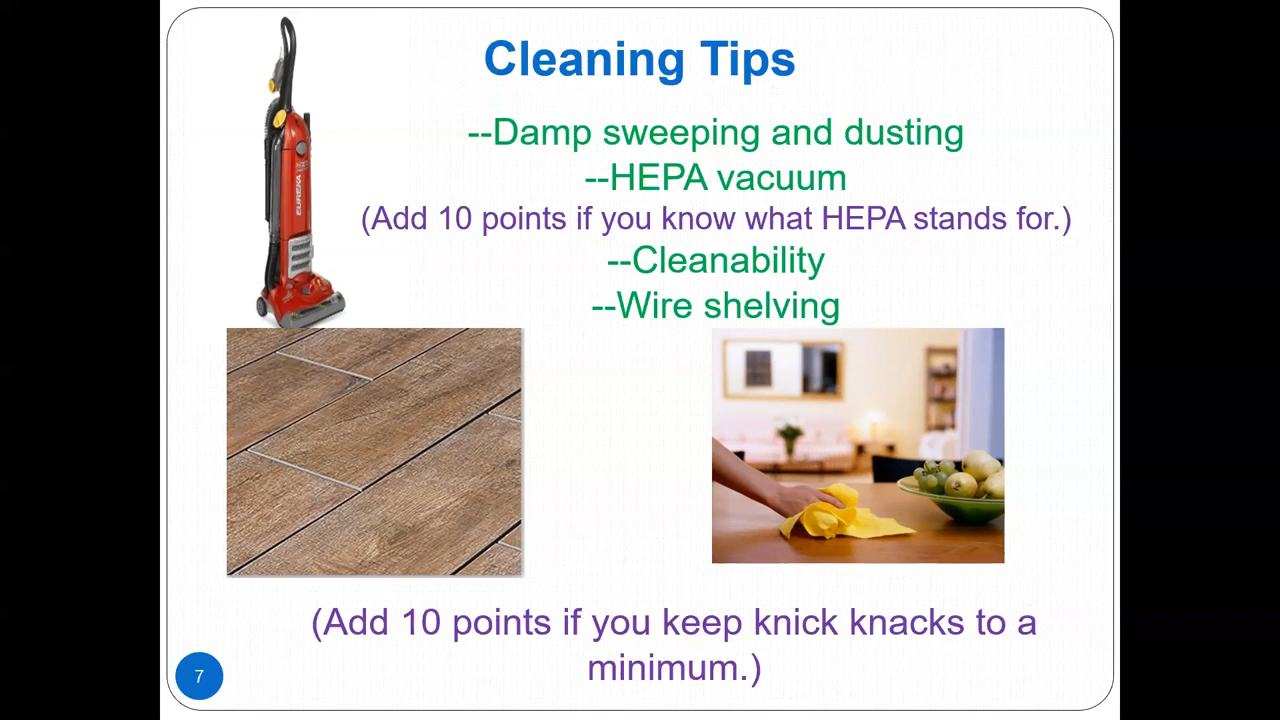 Cleaning Tips
--Damp sweeping and dusting
--HEPA vacuum
(Add 10 points if you know what HEPA stands for.)
--Cleanability
--Wire shelving
EUREKA
(Add 10 points if you keep knick knacks to a
minimum.)
7